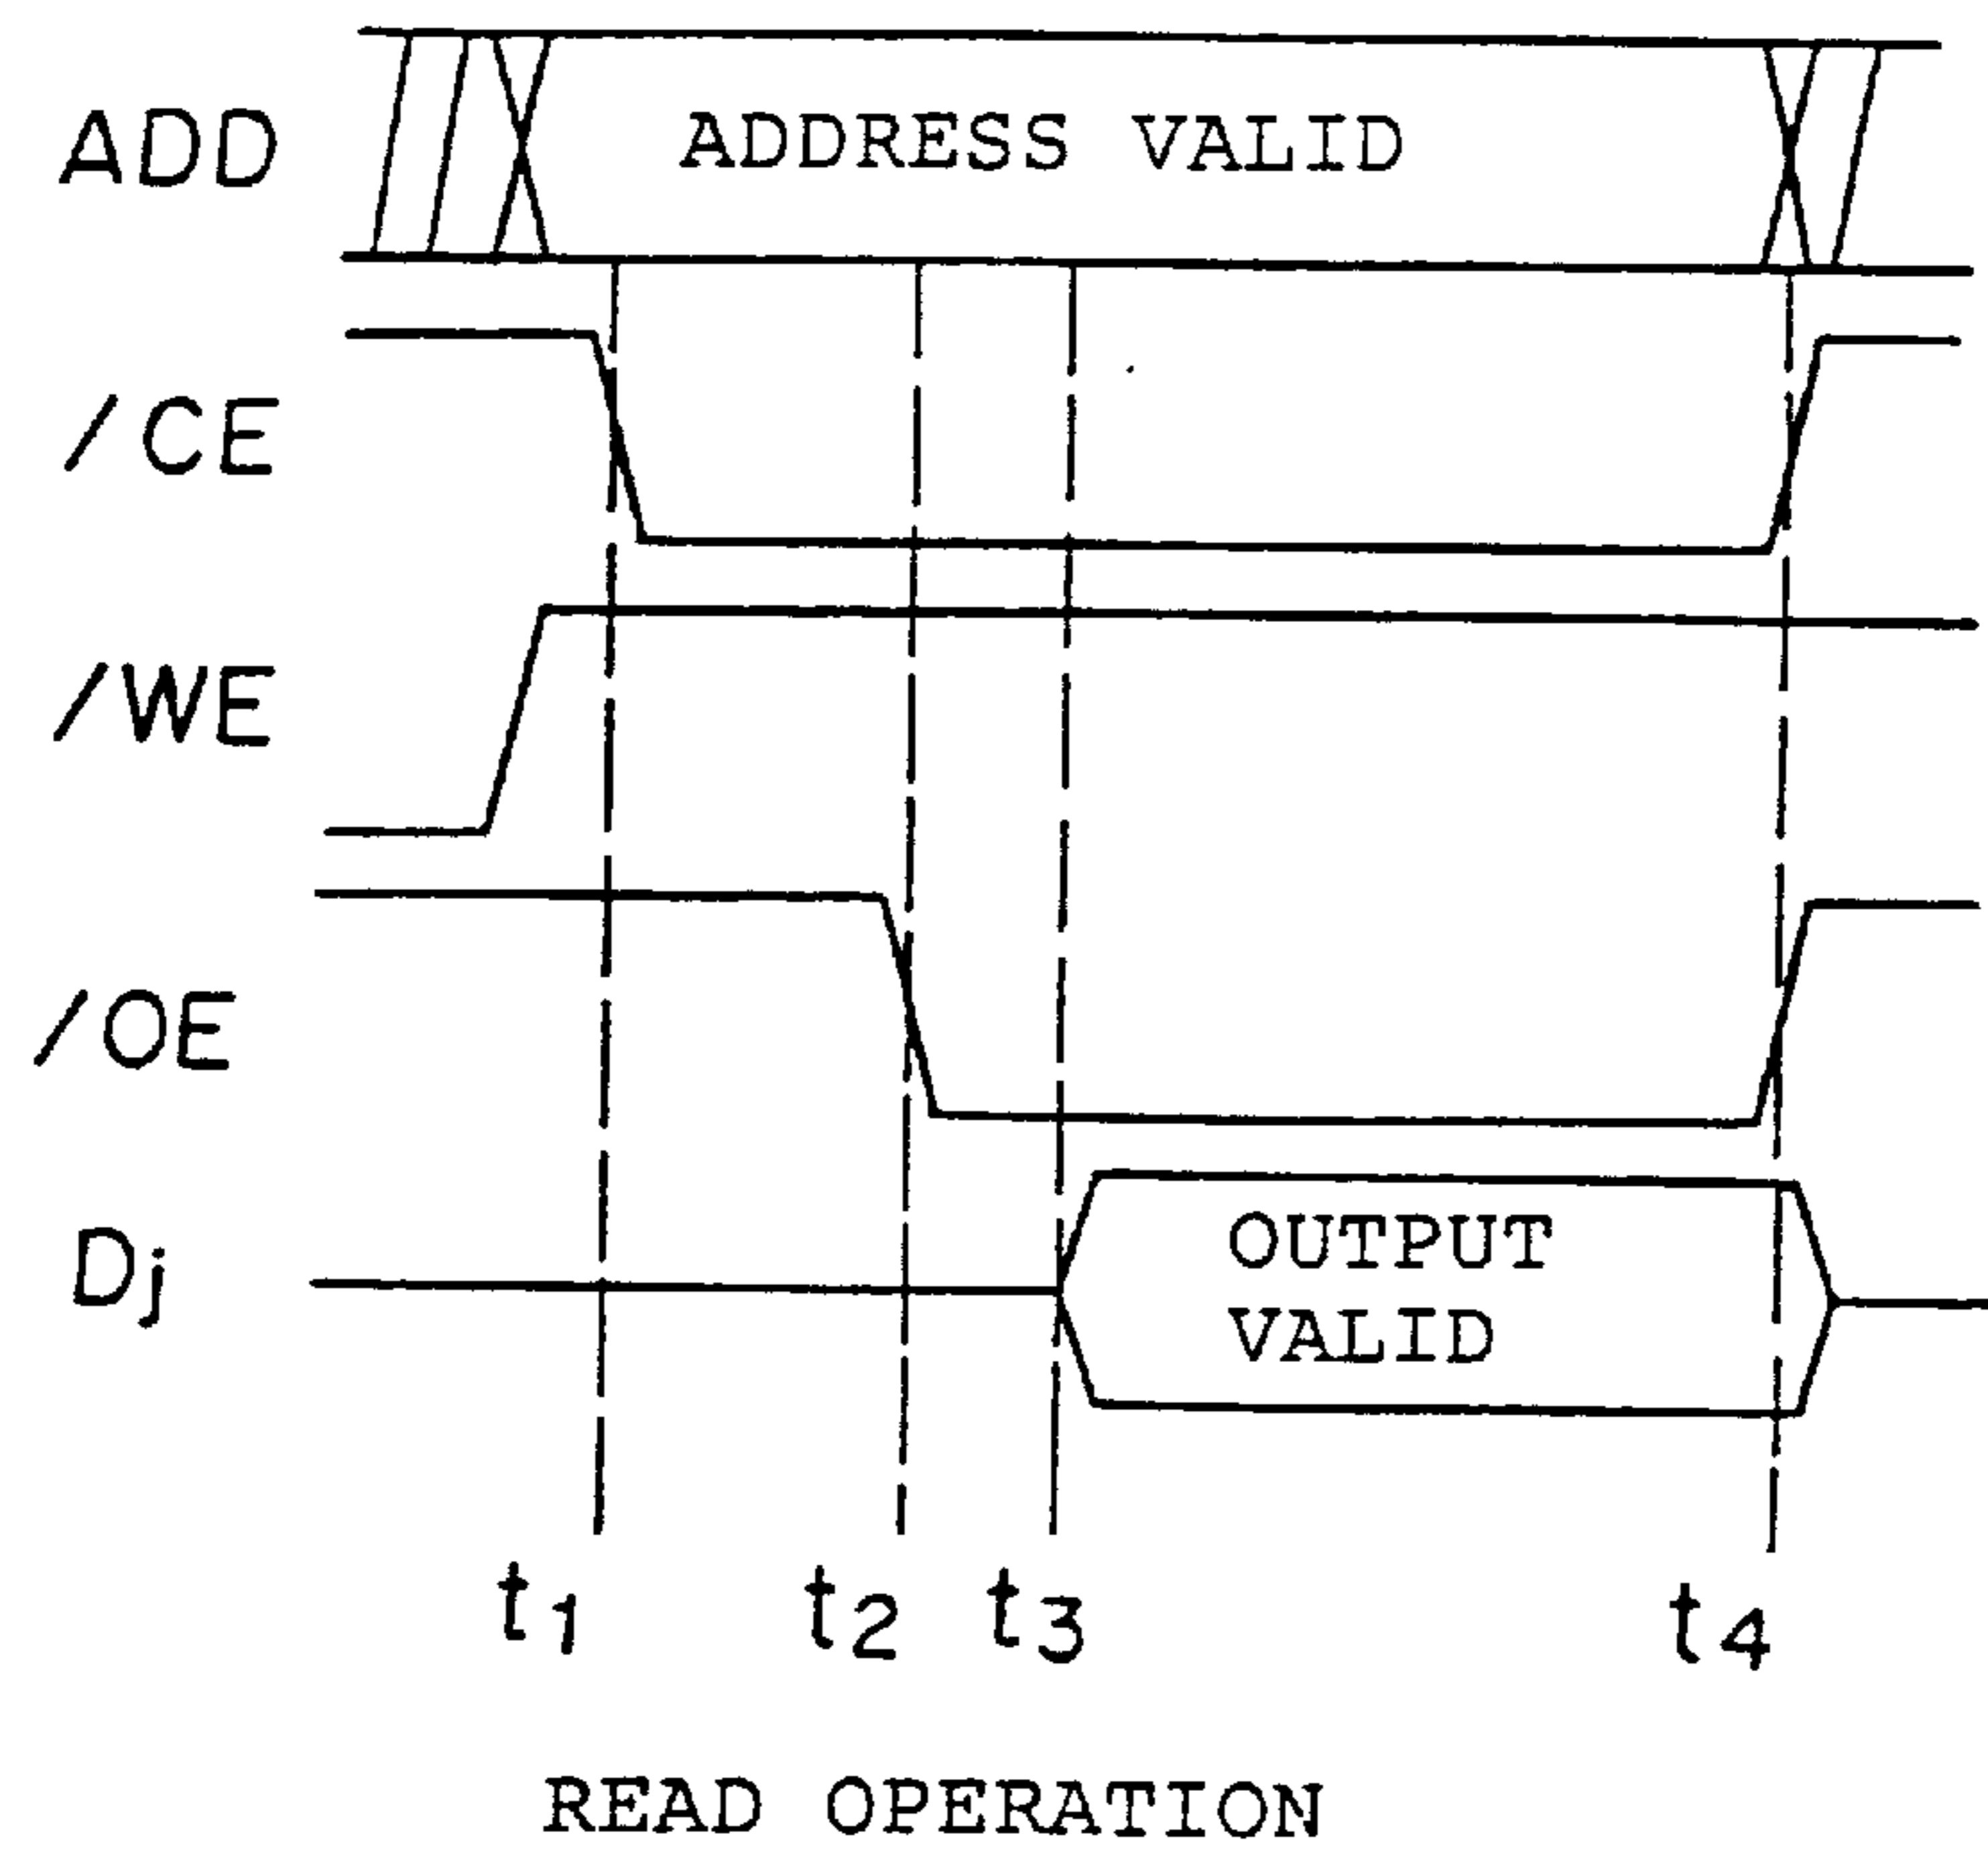 ADD
ADDRESS VALID
/CE
/WE
/OE
Dj
OUTPUT
VALID
t1
t2
t3
t4
READ OPERATION